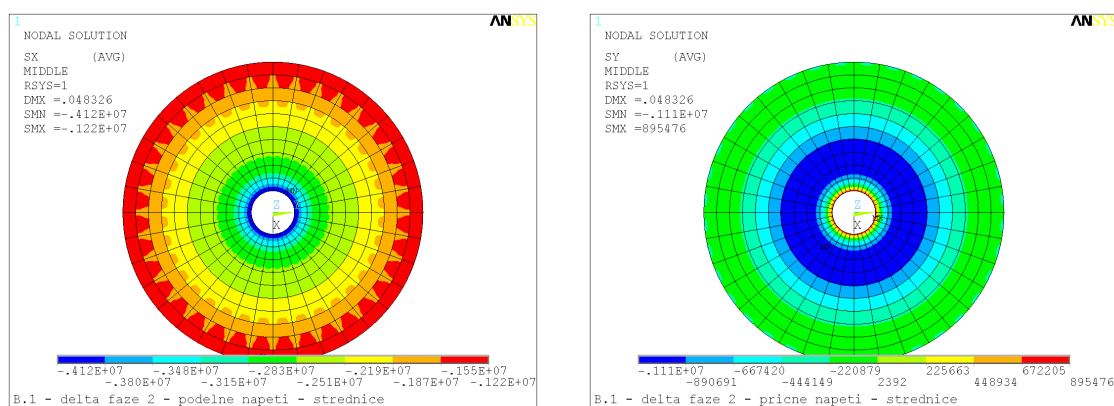 1
ANSYS
NODAL SOLUTION
SX (AVG)
MIDDLE
RSYS=1
DMX =.048326
SMN =-.412E+07
SMX =-.122E+07
Z
X
-.412E+07 -.348E+07 -.283E+07 -.219E+07 -.155E+07
-.380E+07 -.315E+07 -.251E+07 -.187E+07 -.122E+07
B.1 - delta faze 2 - podelne napeti - strednice
1
ANSYS
NODAL SOLUTION
SY (AVG)
MIDDLE
RSYS=1
DMX =.048326
SMN =-.111E+07
SMX =895476
Z
X
-.111E+07 -667420 -220879 225663 672205
-890691 -444149 2392 448934 895476
B.1 - delta faze 2 - pricne napeti - strednice